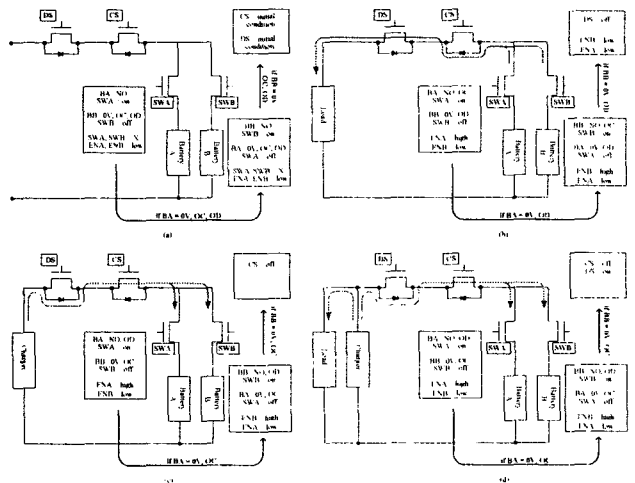 DS
CS
CS initial
condition
DS initial
condition
if BB = 0V
OC, OD
BA NO
SWA on
BB 0V, OC, OD
SWB off
SWA, SWB X
ENA, ENB low
SWA
SWB
Battery
A
Battery
B
BB NO
SWB on
BA 0V, OC, OD
SWA off
SWA SWB X
ENA, ENB low
if BA = 0V, OC, OD
(a)
DS
CS
DS off
ENB low
ENA low
if BB = 0V, OD
Load
BA NO, OC
SWA on
BB 0V, OD
SWB off
ENA high
ENB low
SWA
SWB
Battery
A
Battery
B
BB NO, OC
SWB on
BA 0V, OD
SWA off
ENB high
ENA low
if BA = 0V, OD
(b)
DS
CS
CS off
if BB = 0V, OC
Charger
BA NO, OD
SWA on
BB 0V, OC
SWB off
ENA high
ENB low
SWA
SWB
Battery
A
Battery
B
BB NO, OD
SWB on
BA 0V, OC
SWA off
ENB high
ENA low
if BA = 0V, OC
(c)
DS
CS
CS off
on
if BB = 0V, OC
Load
Charger
BA NO, OD
SWA on
BB 0V, OC
SWB off
ENA high
ENB low
SWA
SWB
Battery
A
Battery
B
BB NO, OD
SWB on
BA 0V, OC
SWA off
ENB high
ENA low
if BA = 0V, OC
(d)